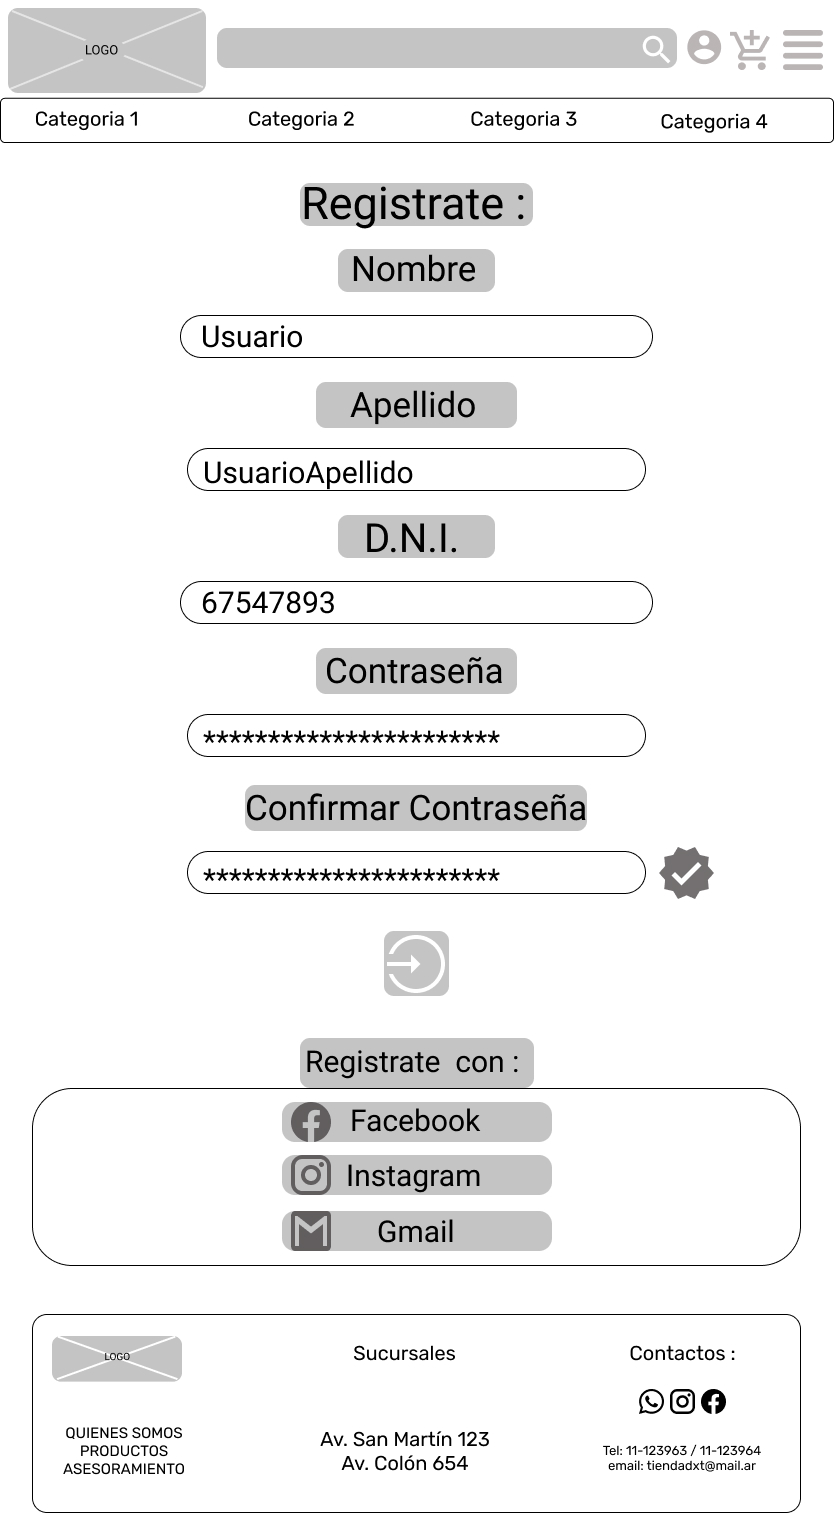 LOGO
Categoria 1
Categoria 2
Categoria 3
Categoria 4
Registrate :
Nombre
Usuario
Apellido
UsuarioApellido
D.N.I.
67547893
Contraseña
***********************
Confirmar Contraseña
***********************
Registrate con :
Facebook
Instagram
Gmail
LOGO
QUIENES SOMOS
PRODUCTOS
ASESORAMIENTO
Sucursales
Av. San Martín 123
Av. Colón 654
Contactos :
Tel: 11-123963 / 11-123964
email: tiendadxt@mail.ar